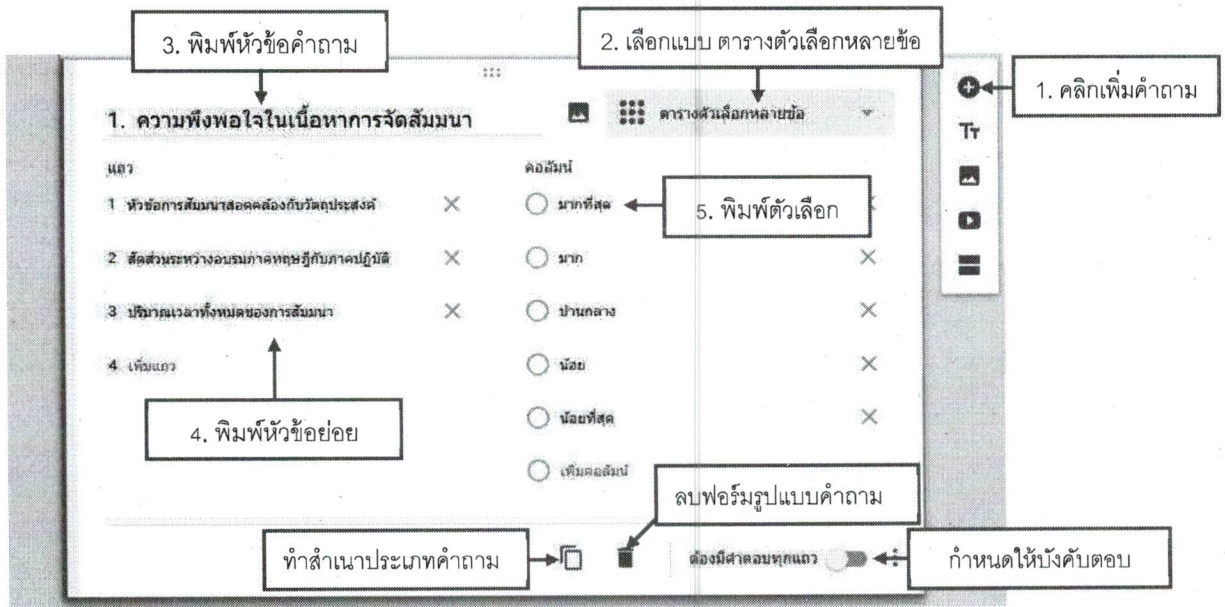 3. พิมพ์หัวข้อคำถาม
2. เลือกแบบ ตารางตัวเลือกหลายข้อ
1. คลิกเพิ่มคำถาม
1. ความพึงพอใจในเนื้อหาการจัดสัมมนา
ตารางตัวเลือกหลายข้อ
Tт
แถว
คอลัมน์
1 หัวข้อการสัมมนาสอดคล้องกับวัตถุประสงค์
มากที่สุด
5. พิมพ์ตัวเลือก
2 สัดส่วนระหว่างอบรมภาคทฤษฎีกับภาคปฏิบัติ
มาก
3 ปริมาณเวลาทั้งหมดของการสัมมนา
ปานกลาง
4 เพิ่มแถว
น้อย
4. พิมพ์หัวข้อย่อย
น้อยที่สุด
เพิ่มคอลัมน์
ลบฟอร์มรูปแบบคำถาม
ทำสำเนาประเภทคำถาม
ต้องมีคำตอบทุกแถว
กำหนดให้บังคับตอบ